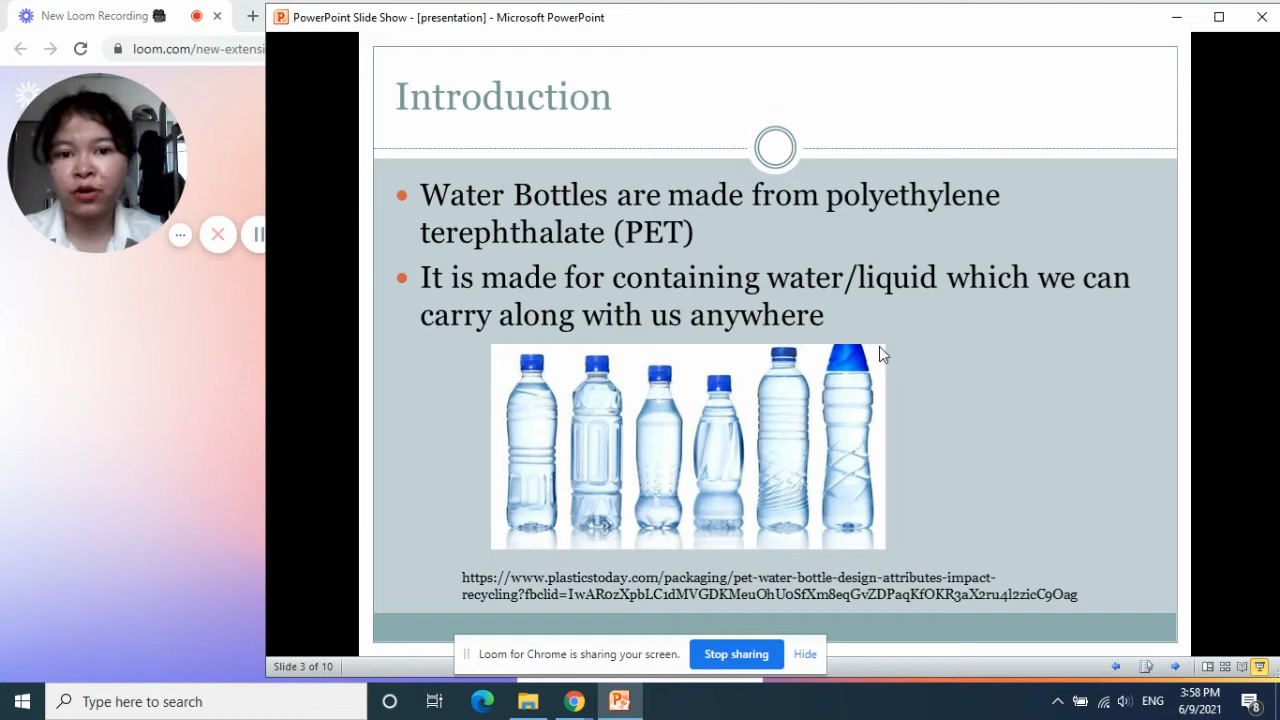 New Loom Recording
PowerPoint Slide Show - [presentation] - Microsoft PowerPoint
loom.com/new-extensi
Introduction
Water Bottles are made from polyethylene
terephthalate (PET)
It is made for containing water/liquid which we can
carry along with us anywhere
https://www.plasticstoday.com/packaging/pet-water-bottle-design-attributes-impact-
recycling?fbclid=IwAR0zXpbLC1dMVGDKMeuOhU0SfXm8eqGvZDPaqKfOKR3aX2ru4l2zicC9Oag
Loom for Chrome is sharing your screen. Stop sharing Hide
Slide 3 of 10
Type here to search
ENG
3:58 PM
6/9/2021
8